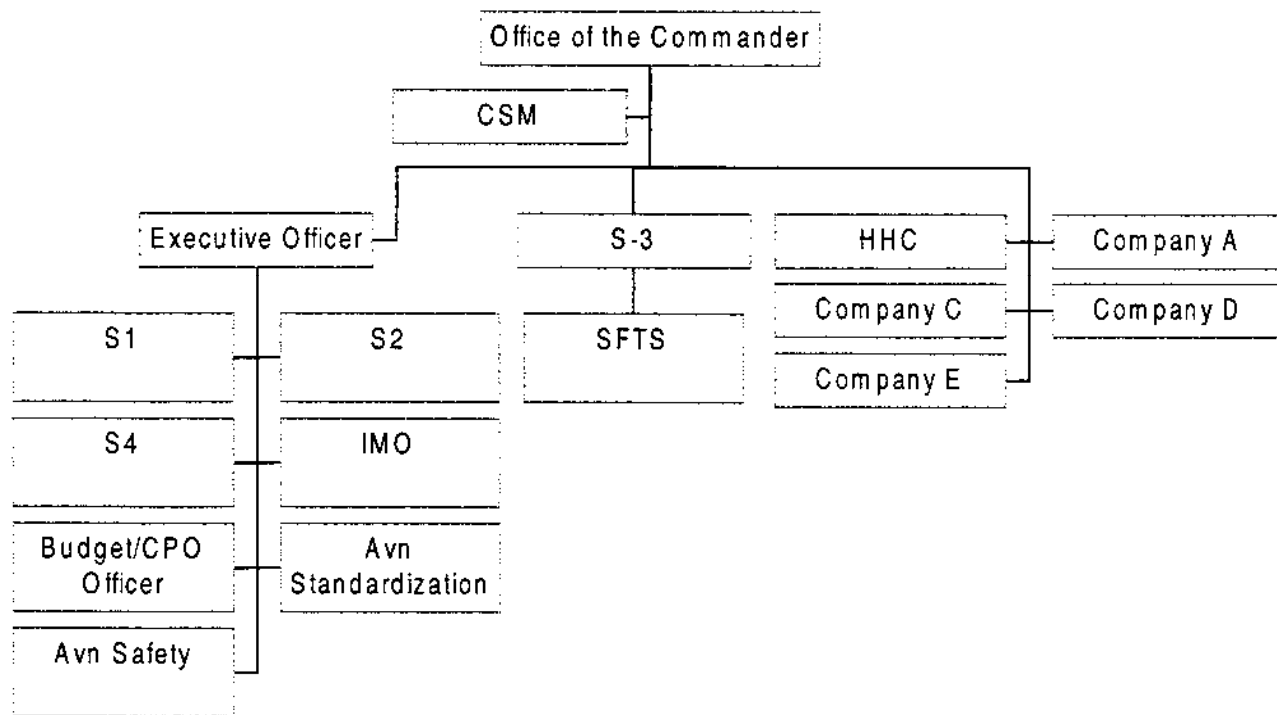 Office of the Commander
CSM
Executive Officer
S-3
HHC
Company A
Company C
Company D
Company E
S1
S2
SFTS
S4
IMO
Budget/CPO
Officer
Avn
Standardization
Avn Safety